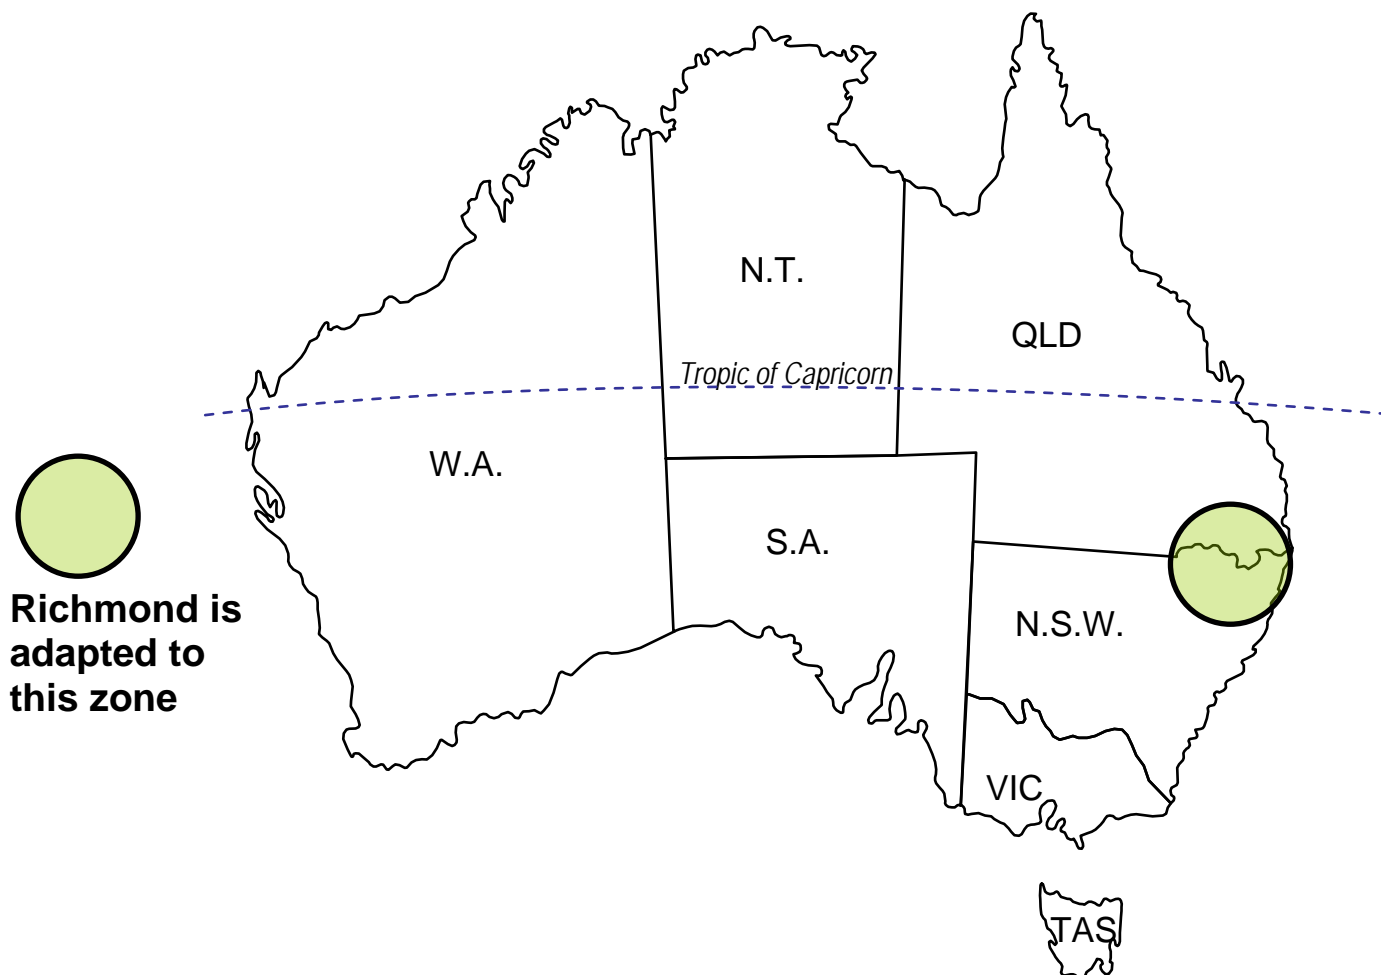 N.T.
QLD
Tropic of Capricorn
W.A.
S.A.
Richmond is
adapted to
this zone
N.S.W.
VIC
TAS